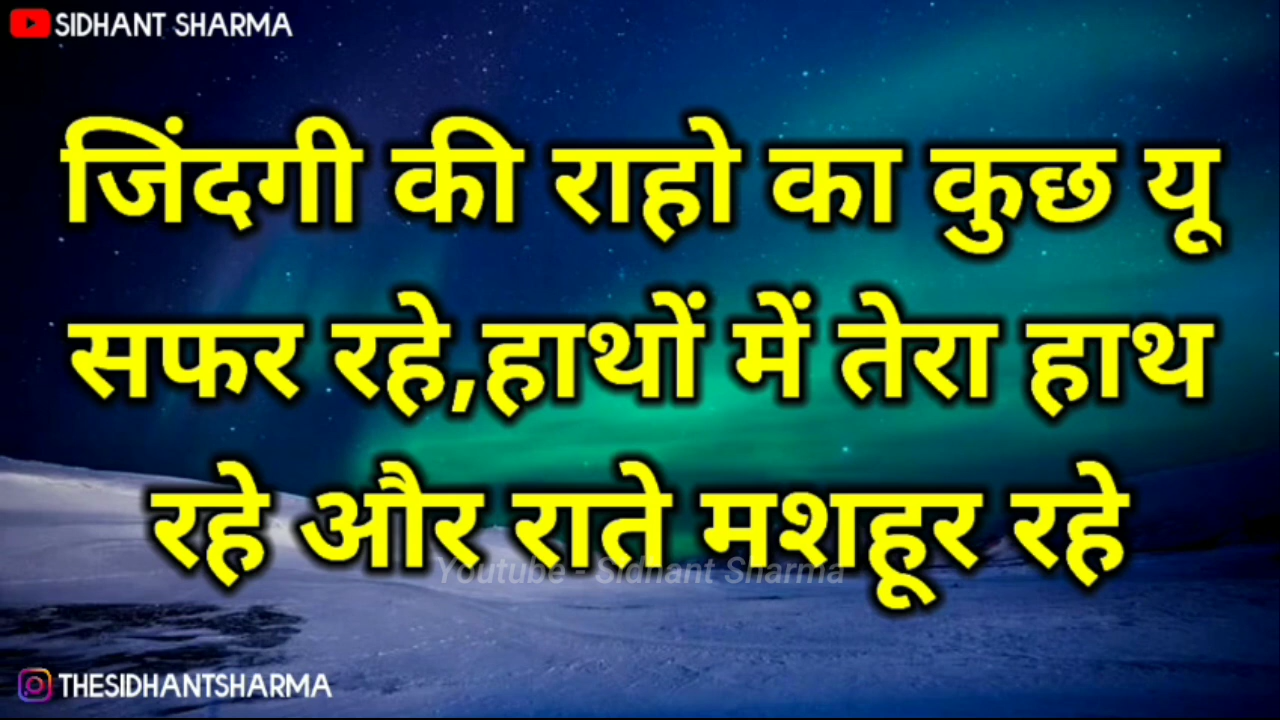 SIDHANT SHARMA
जिंदगी की राहो का कुछ यू
सफर रहे,हाथों में तेरा हाथ
रहे और राते मशहूर रहे
Youtube - Sidhant Sharma
THESIDHANTSHARMA